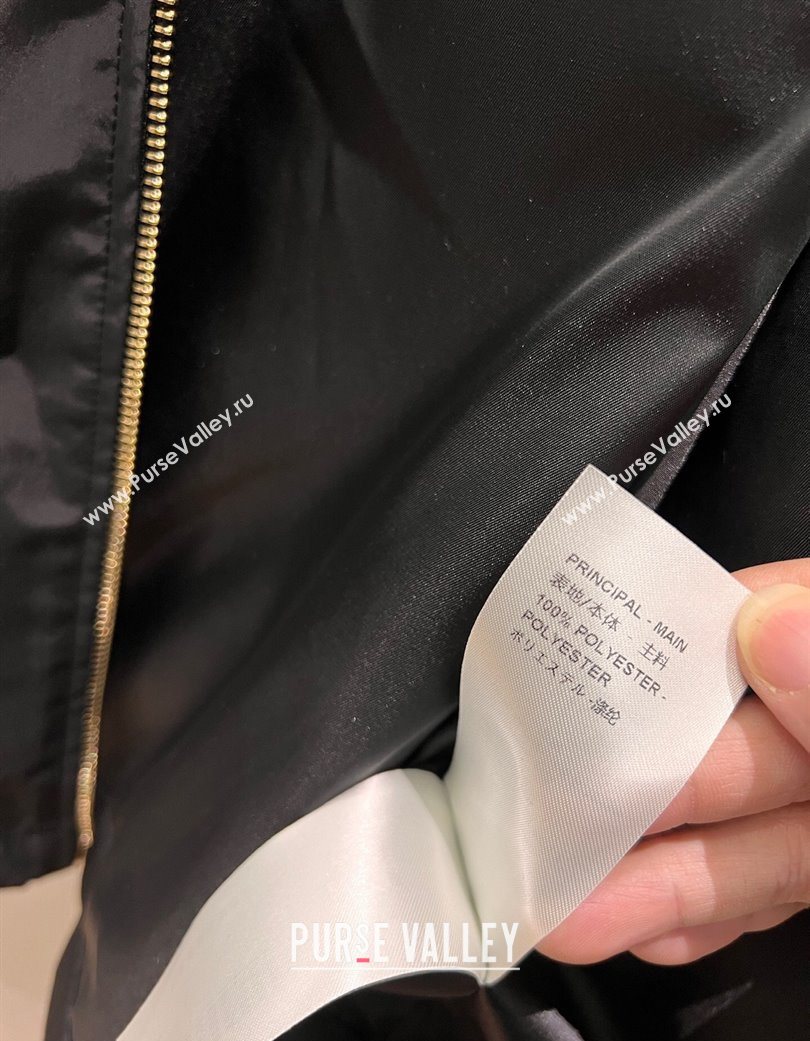 www.PurseValley.ru
www.PurseValley.ru
PRINCIPAL - MAIN
表地/本体 - 主料
100% POLYESTER -
POLYESTER
ポリエステル -涤纶
PURSE VALLEY